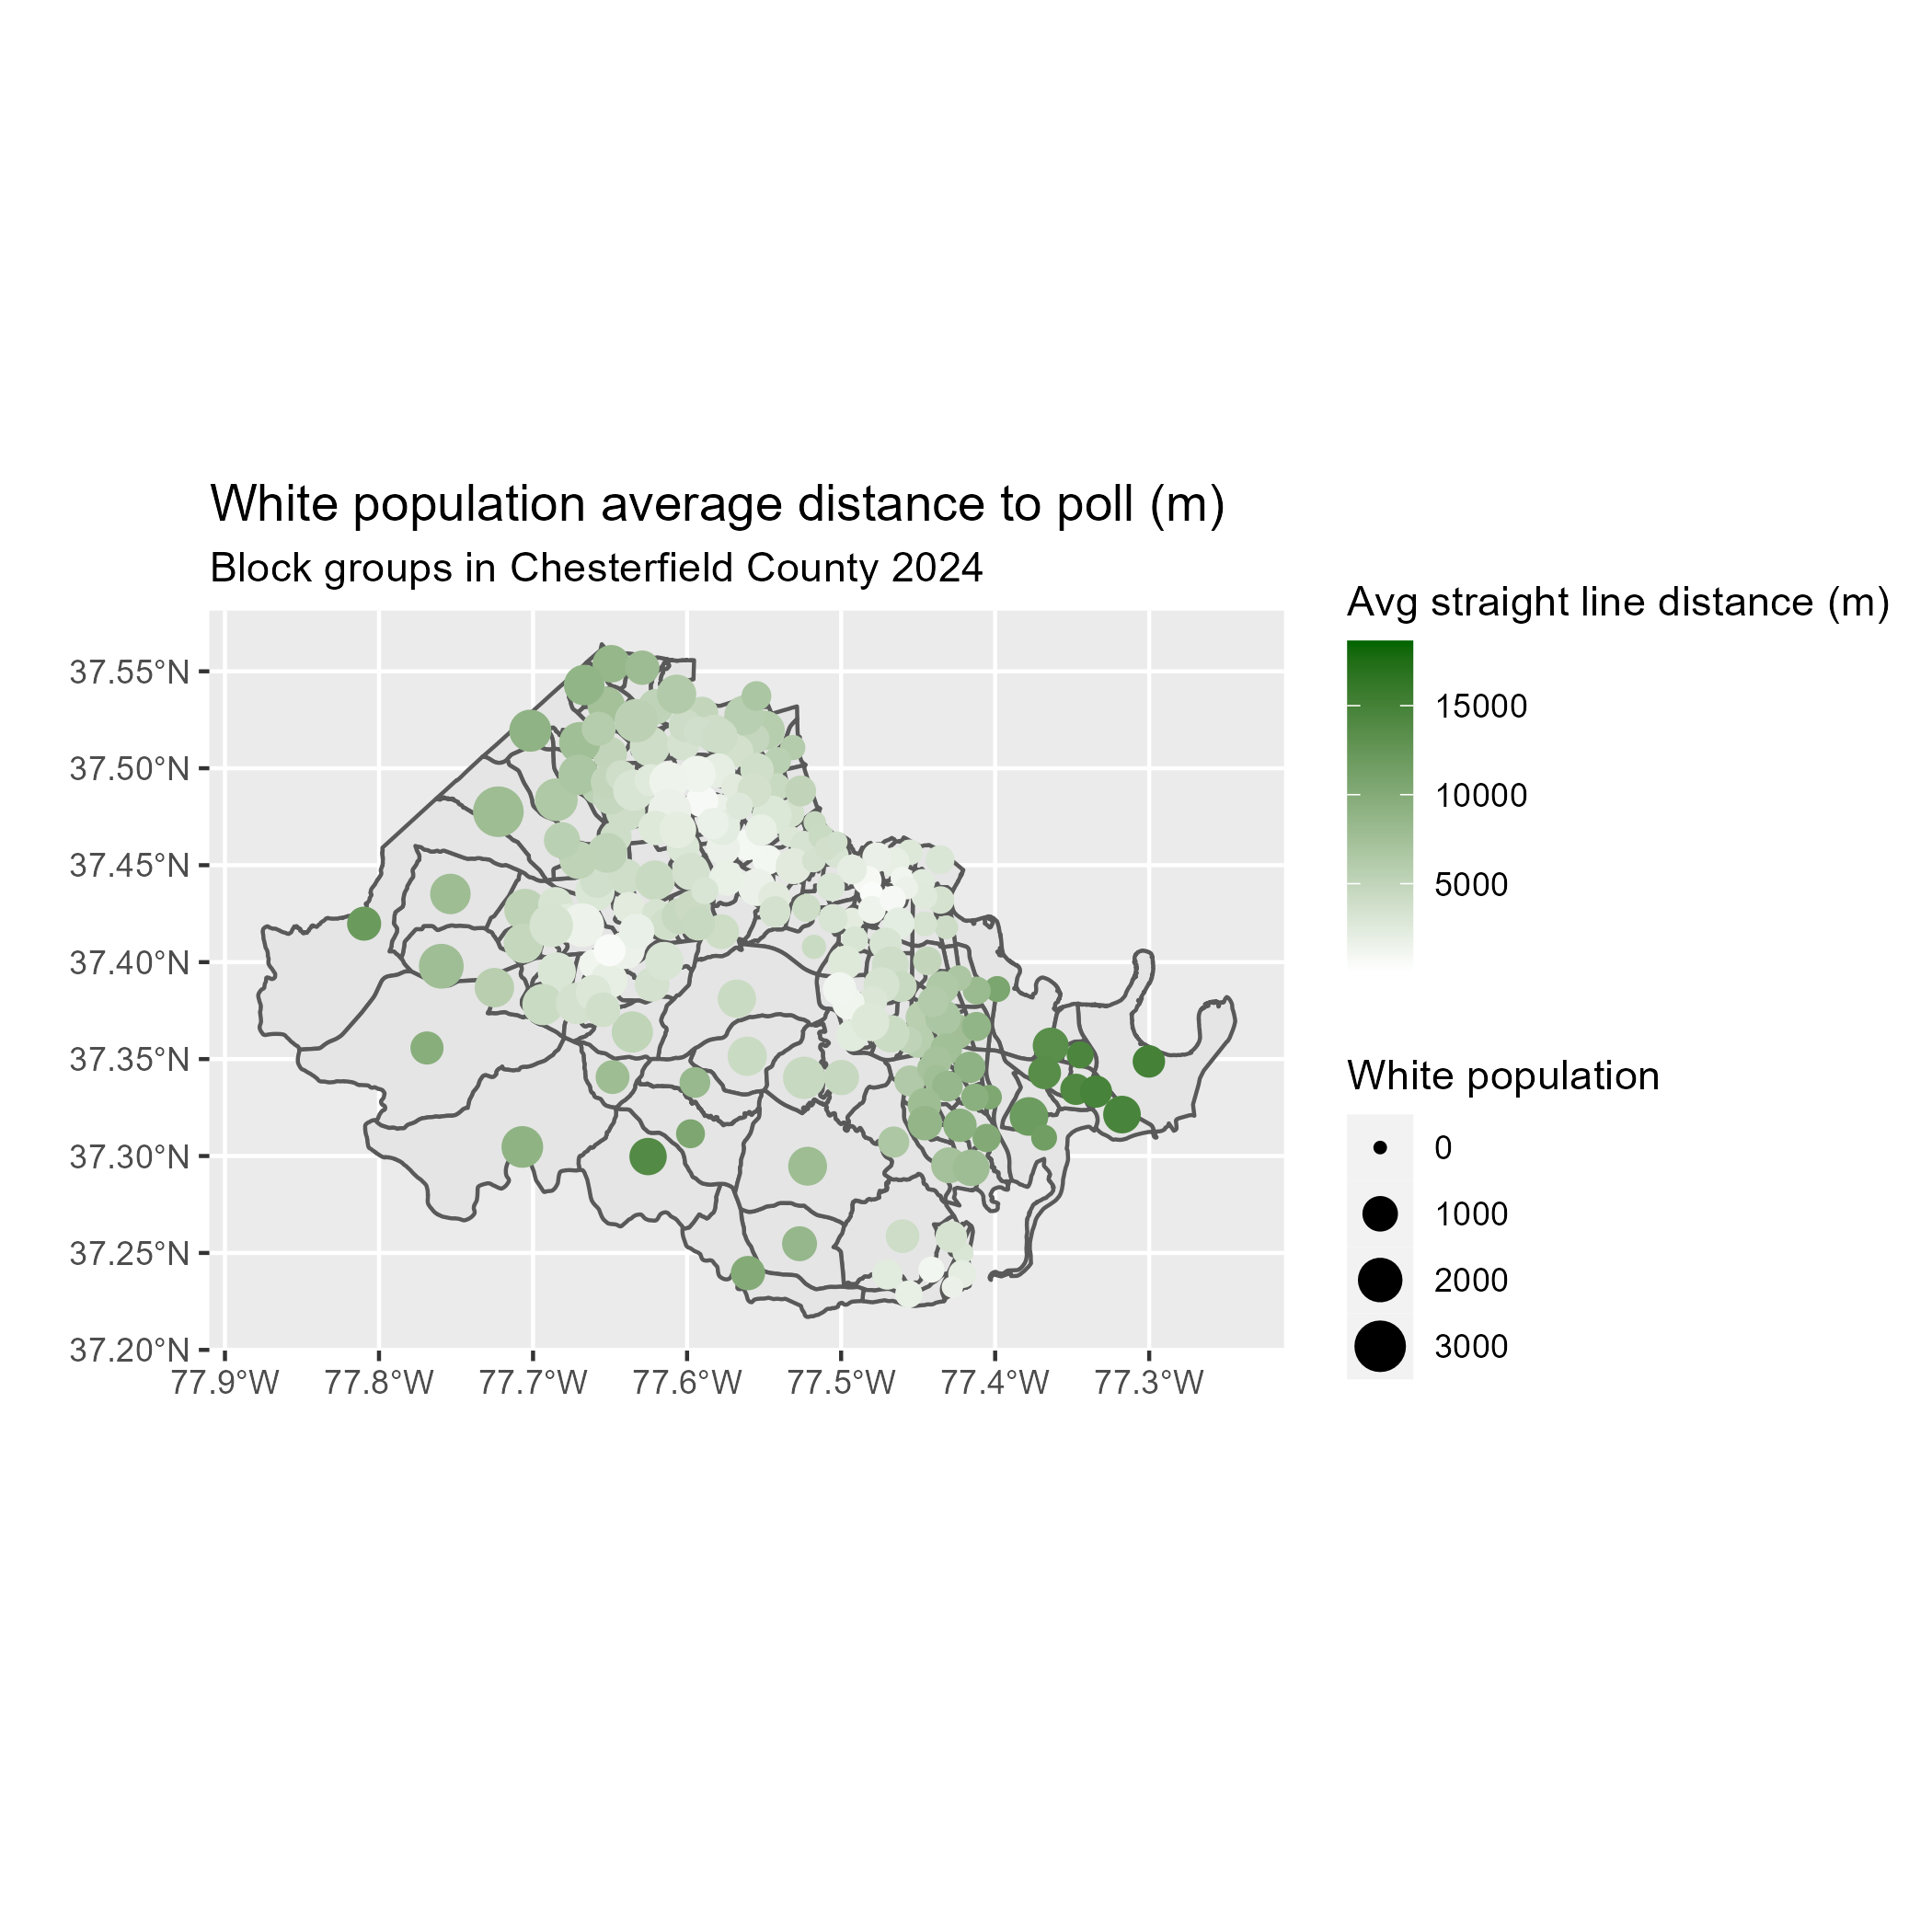 White population average distance to poll (m)
Block groups in Chesterfield County 2024
37.55°N
37.50°N
37.45°N
37.40°N
37.35°N
37.30°N
37.25°N
37.20°N
77.9°W 77.8°W 77.7°W 77.6°W 77.5°W 77.4°W 77.3°W
Avg straight line distance (m)
15000
10000
5000
White population
0
1000
2000
3000